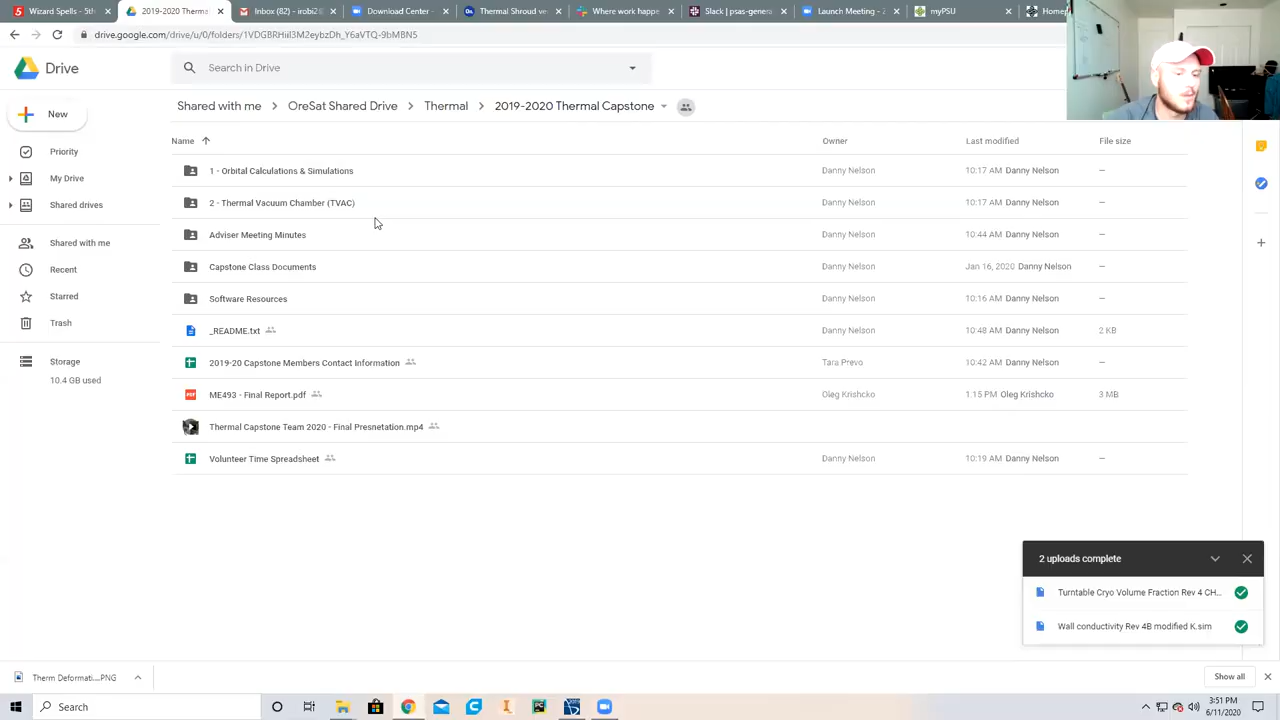 Wizard Spells - 5th
2019-2020 Therm
Inbox (82) - irob2
Download Center -
Thermal Shroud ve
Where work happe
Slack | psas-genera
Launch Meeting - Z
myPSU
Home
drive.google.com/drive/u/0/folders/1VDGBRHiil3M2eybzDh_Y6aVTQ-9bMBN5
Drive
Search in Drive
New
Shared with me > OreSat Shared Drive > Thermal > 2019-2020 Thermal Capstone
Name Owner Last modified File size
Priority
My Drive
Shared drives
Shared with me
Recent
Starred
Trash
Storage
10.4 GB used
1 - Orbital Calculations & Simulations Danny Nelson 10:17 AM Danny Nelson –
2 - Thermal Vacuum Chamber (TVAC) Danny Nelson 10:17 AM Danny Nelson –
Adviser Meeting Minutes Danny Nelson 10:44 AM Danny Nelson –
Capstone Class Documents Danny Nelson Jan 16, 2020 Danny Nelson –
Software Resources Danny Nelson 10:16 AM Danny Nelson –
_README.txt Danny Nelson 10:48 AM Danny Nelson 2 KB
2019-20 Capstone Members Contact Information Tara Prevo 10:42 AM Danny Nelson –
ME493 - Final Report.pdf Oleg Krishcko 1:15 PM Oleg Krishcko 3 MB
Thermal Capstone Team 2020 - Final Presnetation.mp4
Volunteer Time Spreadsheet Danny Nelson 10:19 AM Danny Nelson –
2 uploads complete
Turntable Cryo Volume Fraction Rev 4 CH...
Wall conductivity Rev 4B modified K.sim
Therm Deformati....PNG
Show all
Search
3:51 PM
6/11/2020